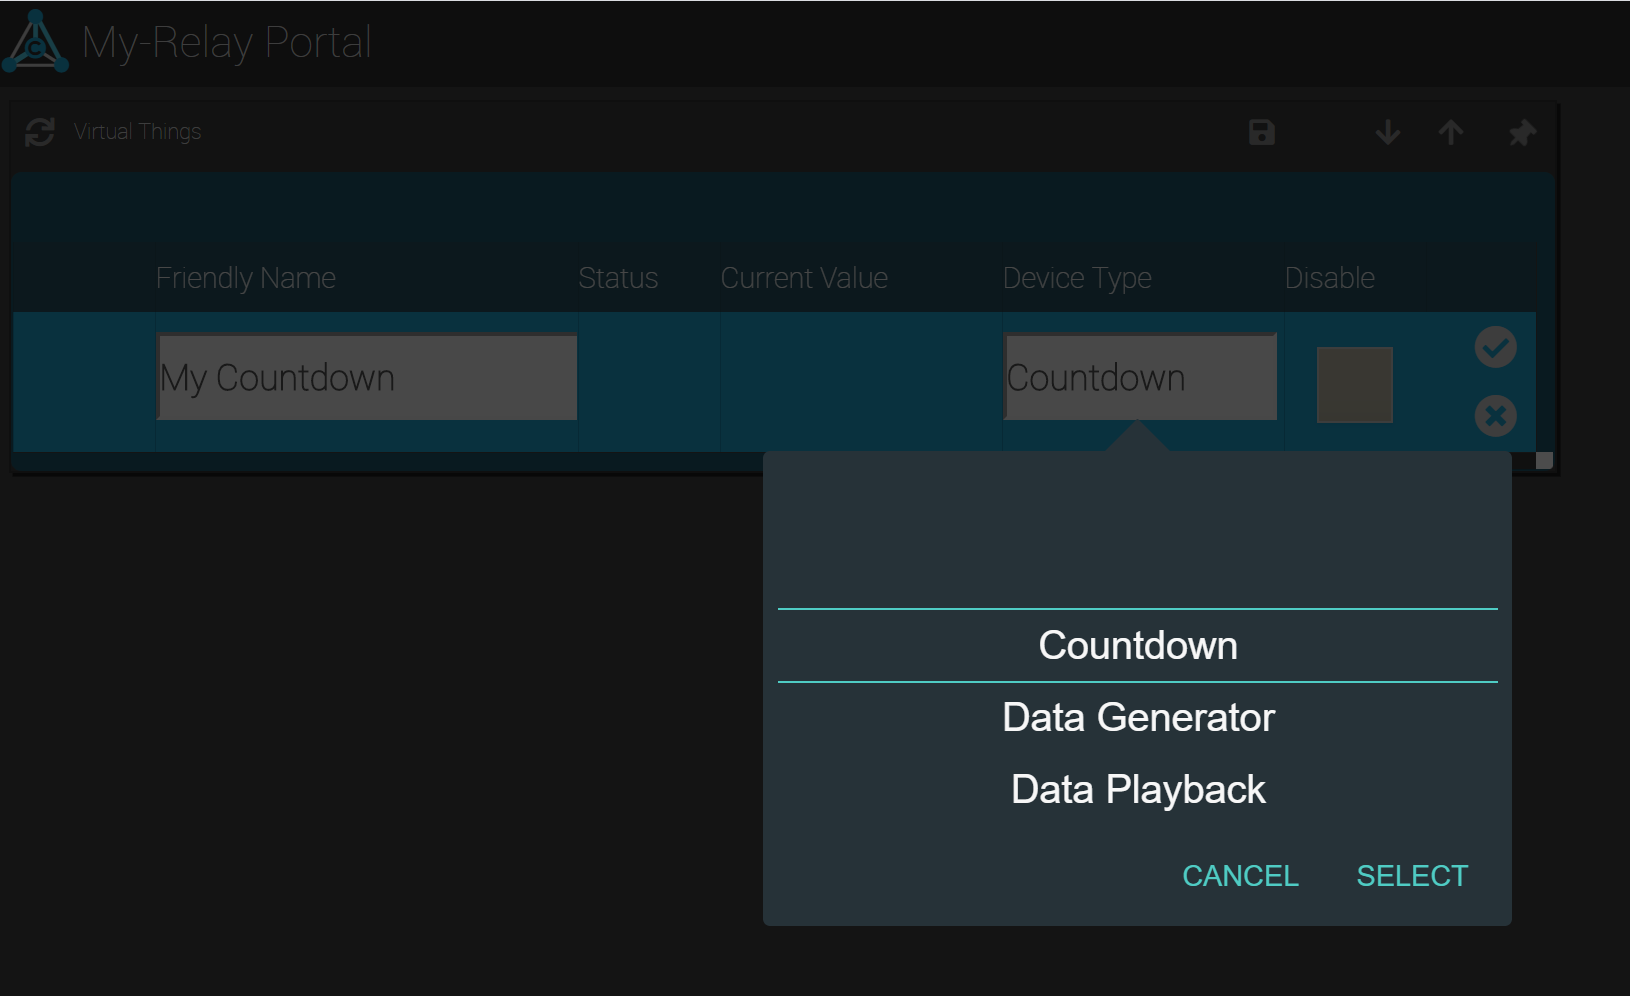 My-Relay Portal
Virtual Things
Friendly Name Status Current Value Device Type Disable
My Countdown Countdown
Countdown
Data Generator
Data Playback
CANCEL SELECT